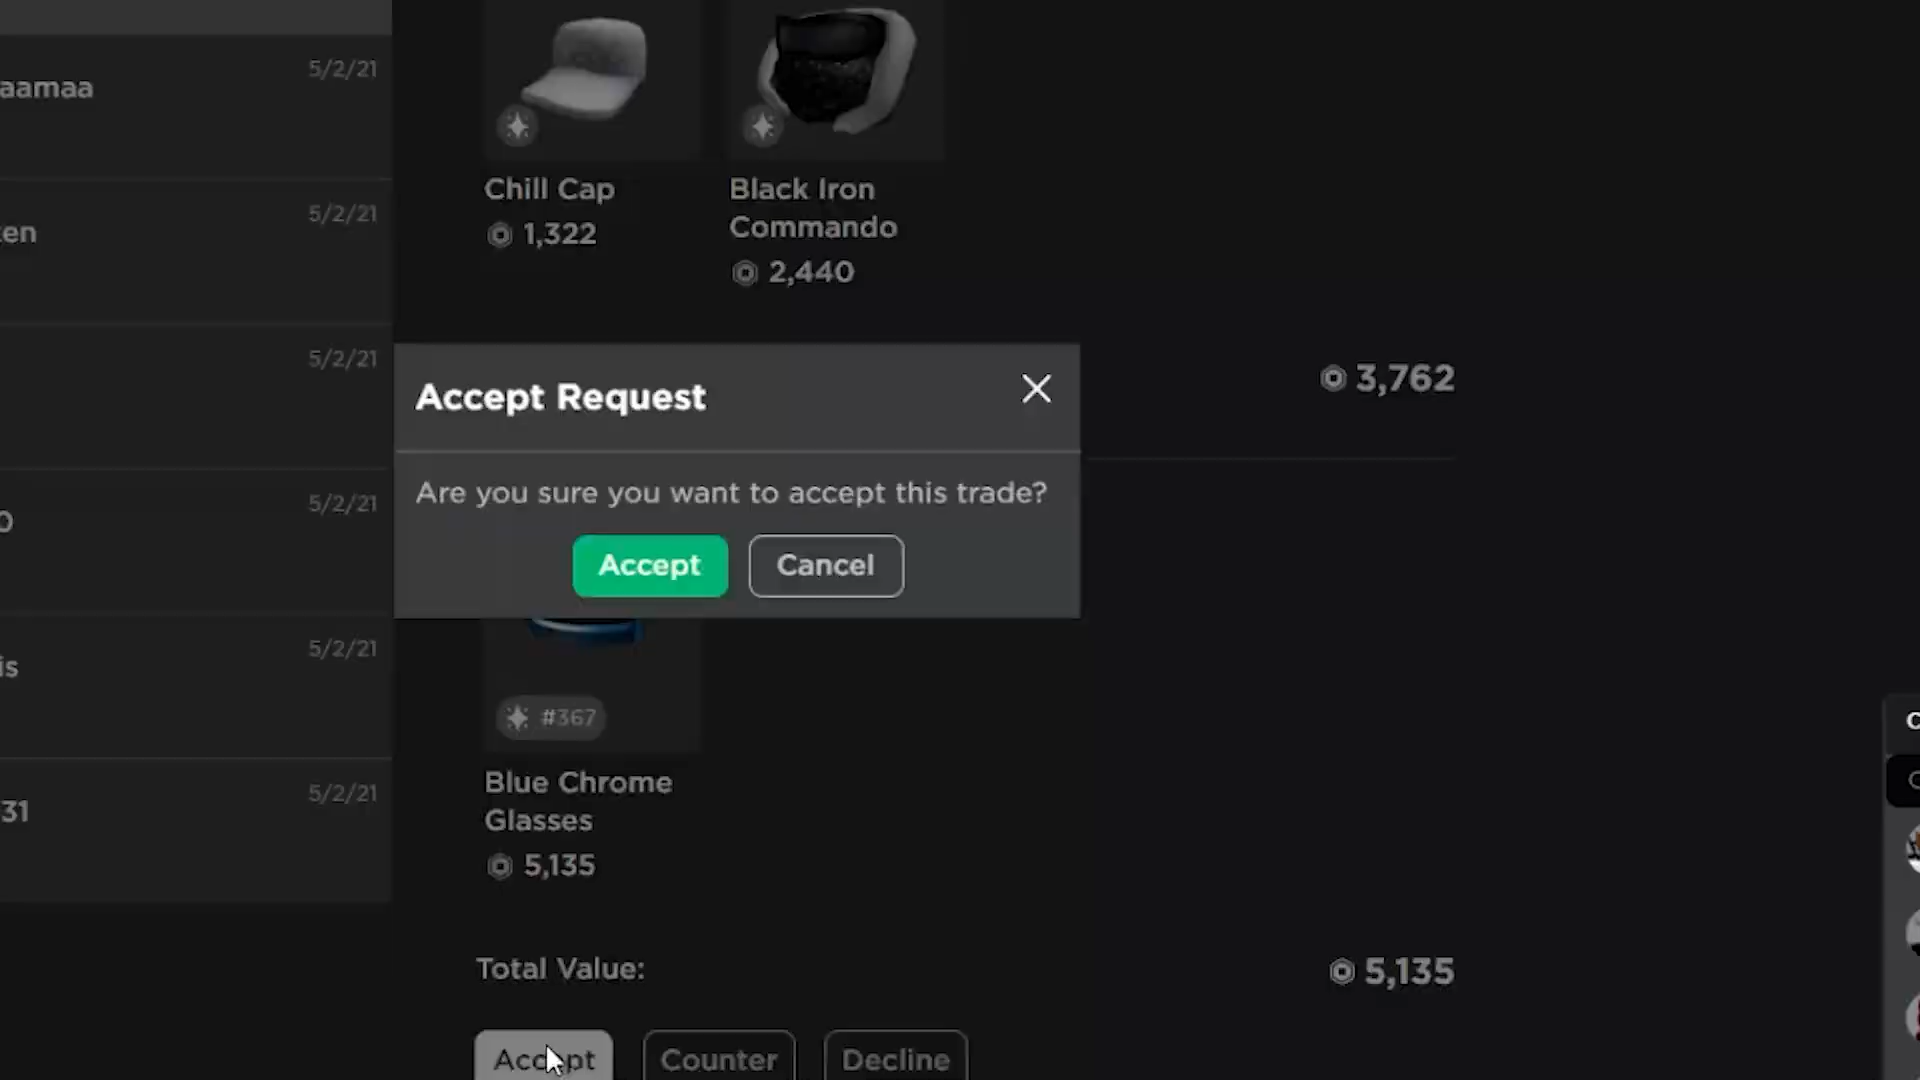 5/2/21
aamaa
5/2/21
en
5/2/21
5/2/21
0
5/2/21
is
5/2/21
31
Chill Cap
1,322
Black Iron
Commando
2,440
3,762
Accept Request
Are you sure you want to accept this trade?
Accept
Cancel
#367
Blue Chrome
Glasses
5,135
Total Value:
5,135
Accept
Counter
Decline